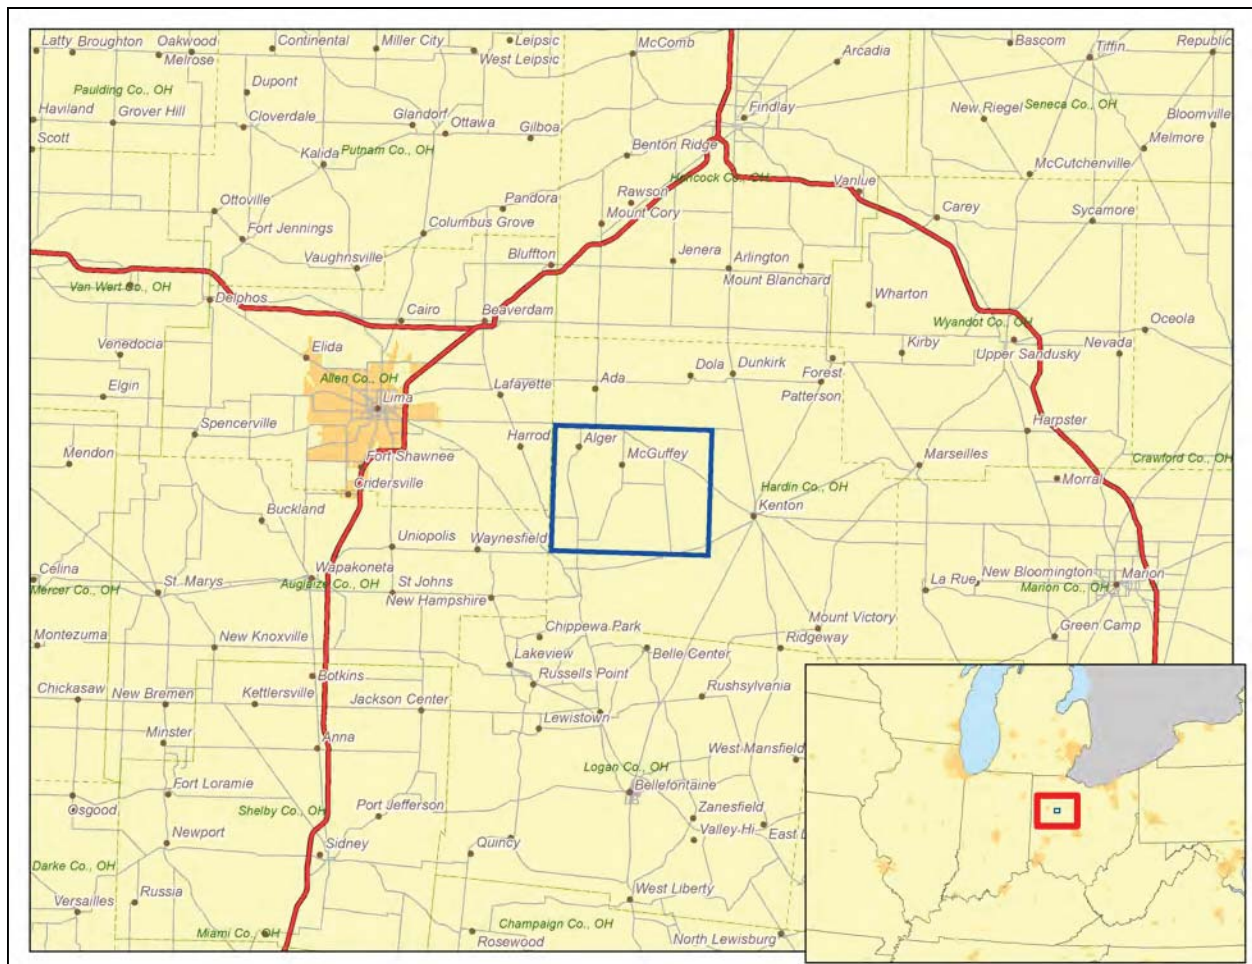 Latty
Broughton
Oakwood
Melrose
Continental
Miller City
Leipsic
West Leipsic
McComb
Arcadia
Bascom
Tiffin
Republic
Paulding Co., OH
Dupont
Haviland
Grover Hill
Cloverdale
Glandorf
Ottawa
Gilboa
Findlay
New Riegel
Seneca Co., OH
Bloomville
Scott
Kalida
Putnam Co., OH
Benton Ridge
Melmore
McCutchenville
Hancock Co., OH
Vanlue
Ottoville
Pandora
Rawson
Mount Cory
Carey
Sycamore
Fort Jennings
Columbus Grove
Vaughnsville
Bluffton
Jenera
Arlington
Mount Blanchard
Van Wert Co., OH
Delphos
Cairo
Beaverdam
Wharton
Wyandot Co., OH
Oceola
Venedocia
Elida
Kirby
Upper Sandusky
Nevada
Allen Co., OH
Elgin
Lima
Lafayette
Ada
Dola
Dunkirk
Forest
Patterson
Spencerville
Harrod
Alger
Harpster
Mendon
Fort Shawnee
McGuffey
Marseilles
Crawford Co., OH
Cridersville
Hardin Co., OH
Morral
Buckland
Kenton
Uniopolis
Waynesfield
Celina
Mercer Co., OH
St. Marys
Wapakoneta
Auglaize Co., OH
St Johns
New Hampshire
La Rue
New Bloomington
Marion
Marion Co., OH
Montezuma
New Knoxville
Chippewa Park
Mount Victory
Ridgeway
Green Camp
Lakeview
Belle Center
Russells Point
Botkins
Chickasaw
New Bremen
Kettlersville
Jackson Center
Rushsylvania
Lewistown
Minster
Anna
West Mansfield
Logan Co., OH
Fort Loramie
Bellefontaine
Osgood
Shelby Co., OH
Port Jefferson
Zanesfield
Newport
Valley-Hi
East L
Sidney
Quincy
Darke Co., OH
Versailles
Russia
West Liberty
Miami Co., OH
Champaign Co., OH
Rosewood
North Lewisburg